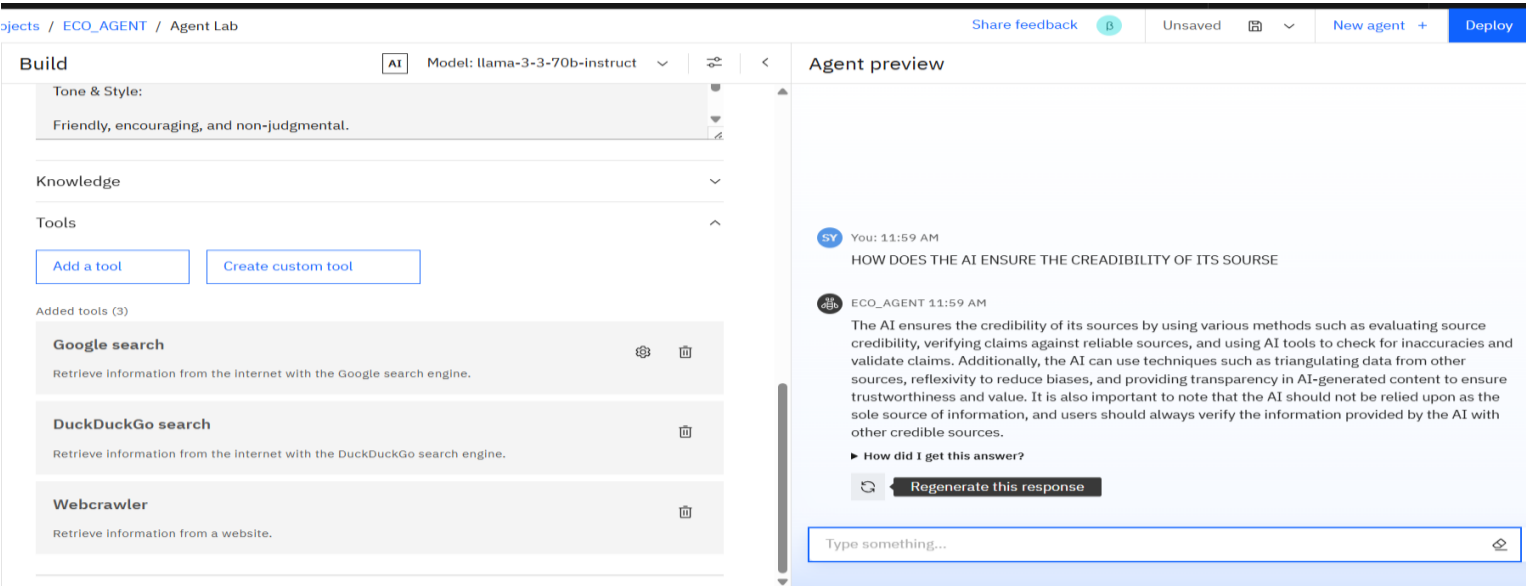 ojects / ECO_AGENT / Agent Lab
Share feedback β Unsaved New agent + Deploy
Build
AI Model: llama-3-3-70b-instruct
Agent preview
Tone & Style:
Friendly, encouraging, and non-judgmental.
Knowledge
Tools
Add a tool Create custom tool
Added tools (3)
Google search
Retrieve information from the internet with the Google search engine.
DuckDuckGo search
Retrieve information from the internet with the DuckDuckGo search engine.
Webcrawler
Retrieve information from a website.
SY You: 11:59 AM
HOW DOES THE AI ENSURE THE CREADIBILITY OF ITS SOURSE
ECO_AGENT 11:59 AM
The AI ensures the credibility of its sources by using various methods such as evaluating source
credibility, verifying claims against reliable sources, and using AI tools to check for inaccuracies and
validate claims. Additionally, the AI can use techniques such as triangulating data from other
sources, reflexivity to reduce biases, and providing transparency in AI-generated content to ensure
trustworthiness and value. It is also important to note that the AI should not be relied upon as the
sole source of information, and users should always verify the information provided by the AI with
other credible sources.
How did I get this answer?
Regenerate this response
Type something...